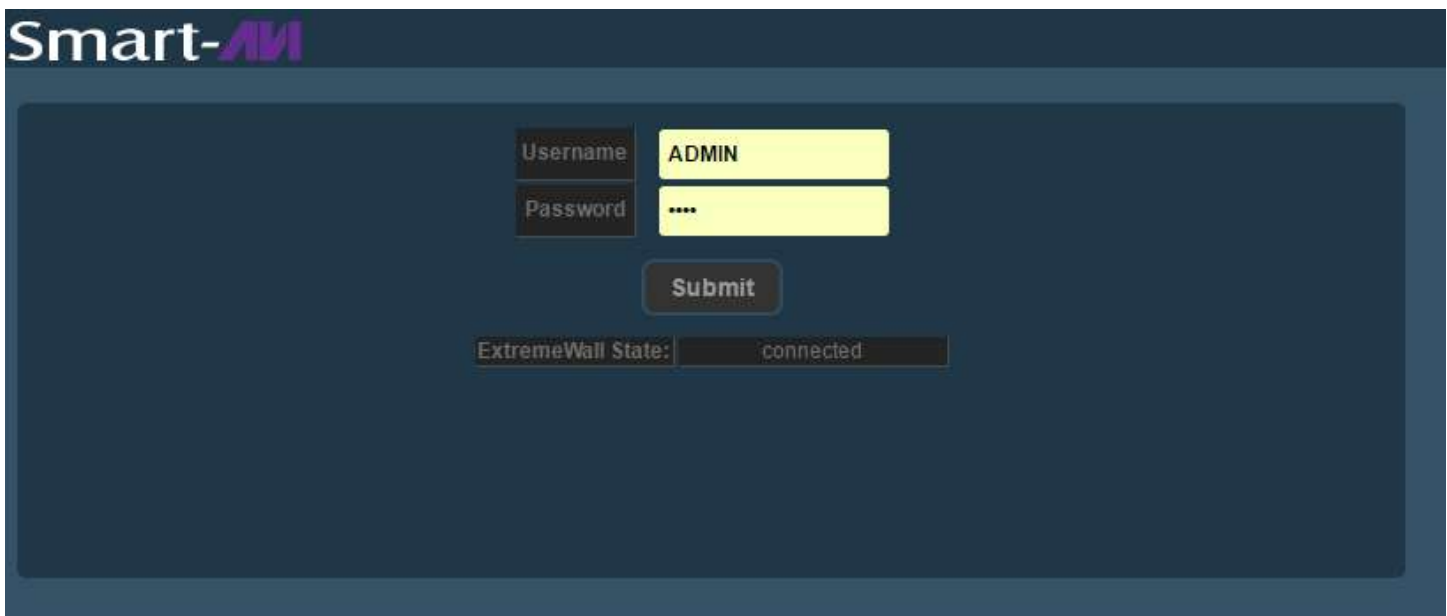 Smart-AVI
Username ADMIN
Password ••••
Submit
ExtremeWall State: connected